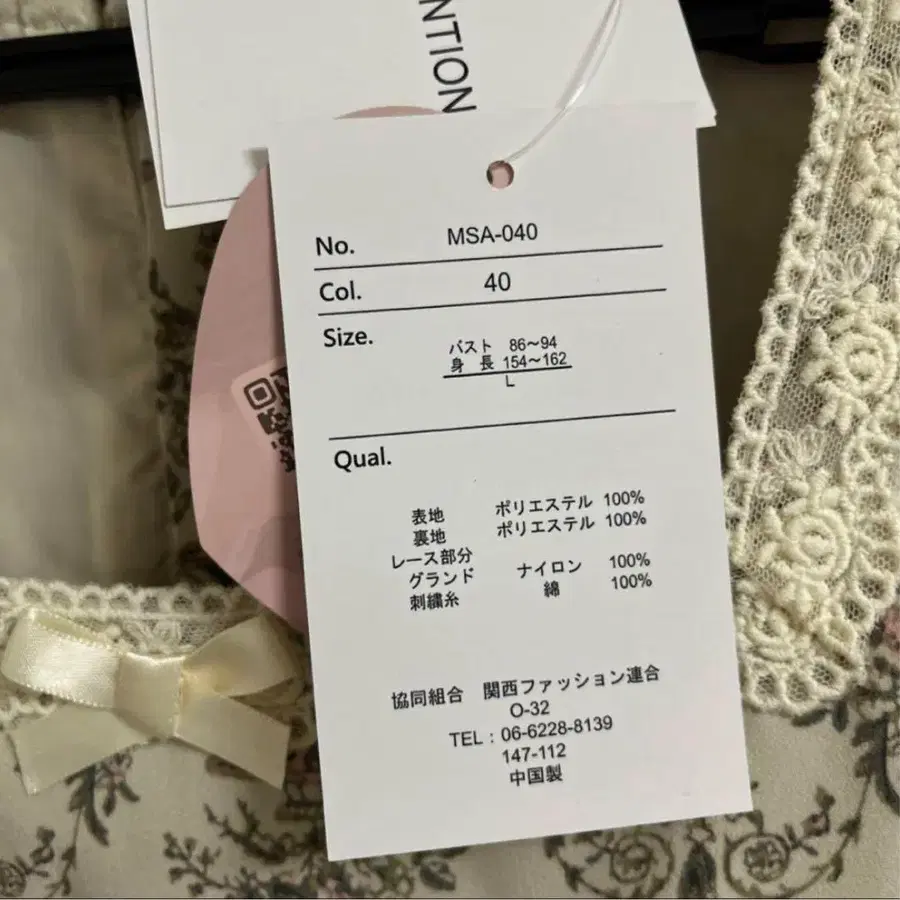 NTION
No. MSA-040
Col. 40
Size.
バスト 86～94
身 長 154～162
L
Qual.
表地 ポリエステル 100%
裏地 ポリエステル 100%
レース部分
グランド ナイロン 100%
刺繍糸 綿 100%
協同組合 関西ファッション連合
O-32
TEL : 06-6228-8139
147-112
中国製